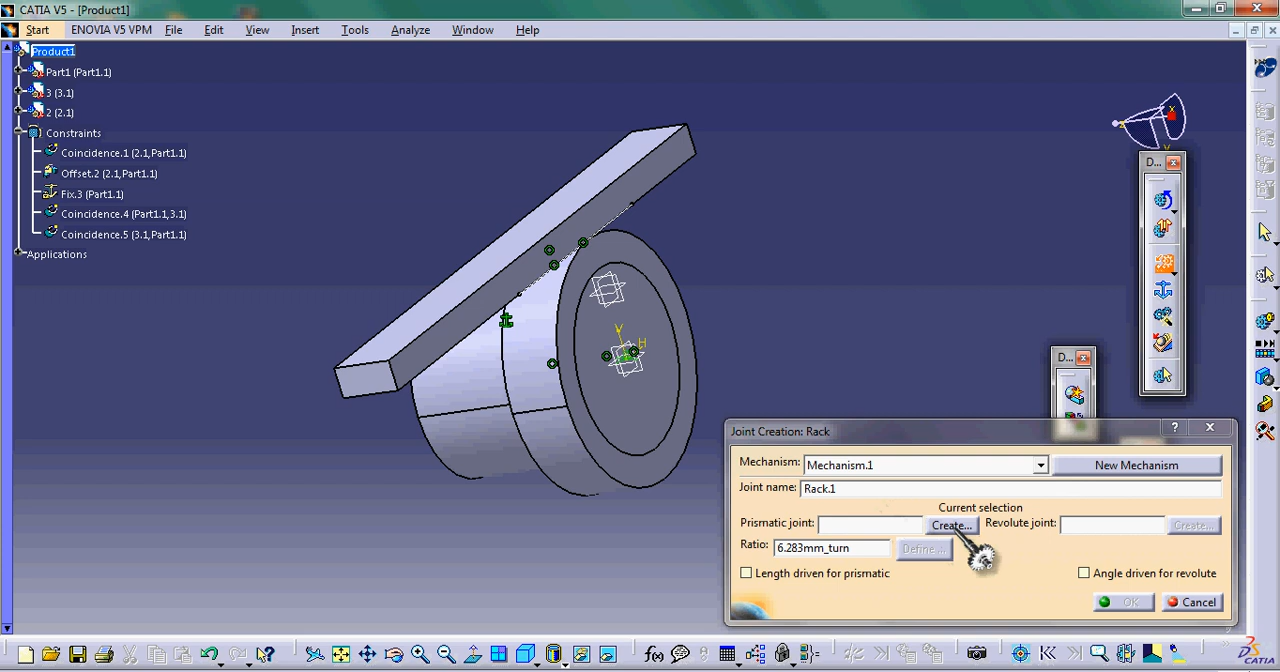 CATIA V5 - [Product1]
Start ENOVIA V5 VPM File Edit View Insert Tools Analyze Window Help
Product1
Part1 (Part1.1)
3 (3.1)
2 (2.1)
Constraints
Coincidence.1 (2.1,Part1.1)
Offset.2 (2.1,Part1.1)
Fix.3 (Part1.1)
Coincidence.4 (Part1.1,3.1)
Coincidence.5 (3.1,Part1.1)
Applications
V
H
x
z
y
D...
D...
Joint Creation: Rack
Mechanism: Mechanism.1 New Mechanism
Joint name: Rack.1
Current selection
Prismatic joint: Create... Revolute joint: Create...
Ratio: 6.283mm_turn Define...
Length driven for prismatic Angle driven for revolute
OK Cancel
f(x)
DS CATIA